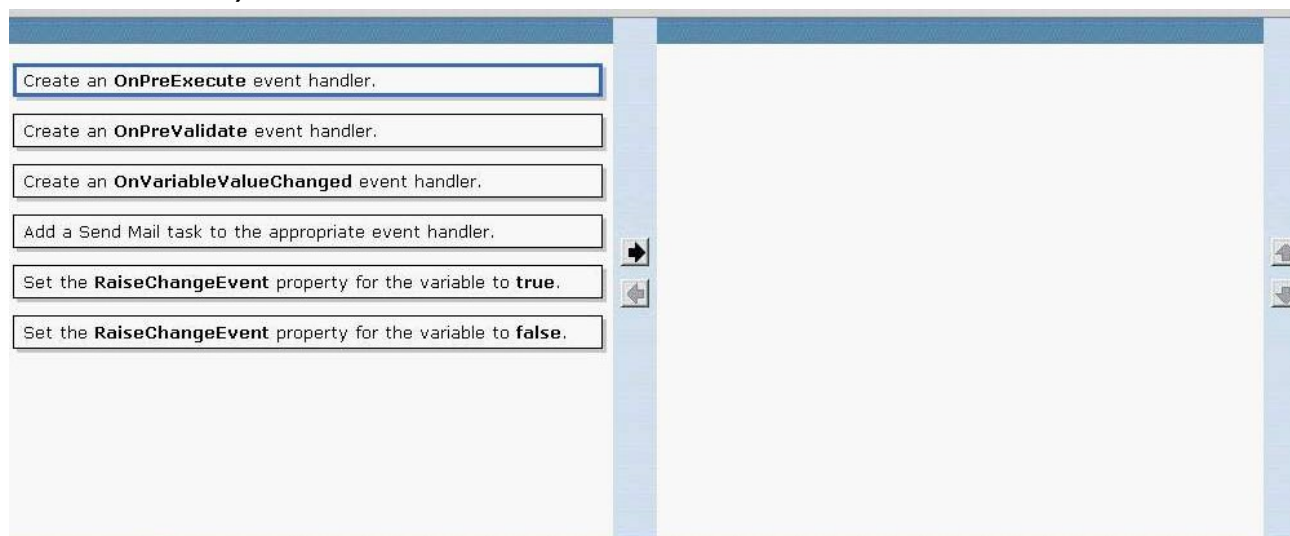 Create an OnPreExecute event handler.
Create an OnPreValidate event handler.
Create an OnVariableValueChanged event handler.
Add a Send Mail task to the appropriate event handler.
Set the RaiseChangeEvent property for the variable to true.
Set the RaiseChangeEvent property for the variable to false.